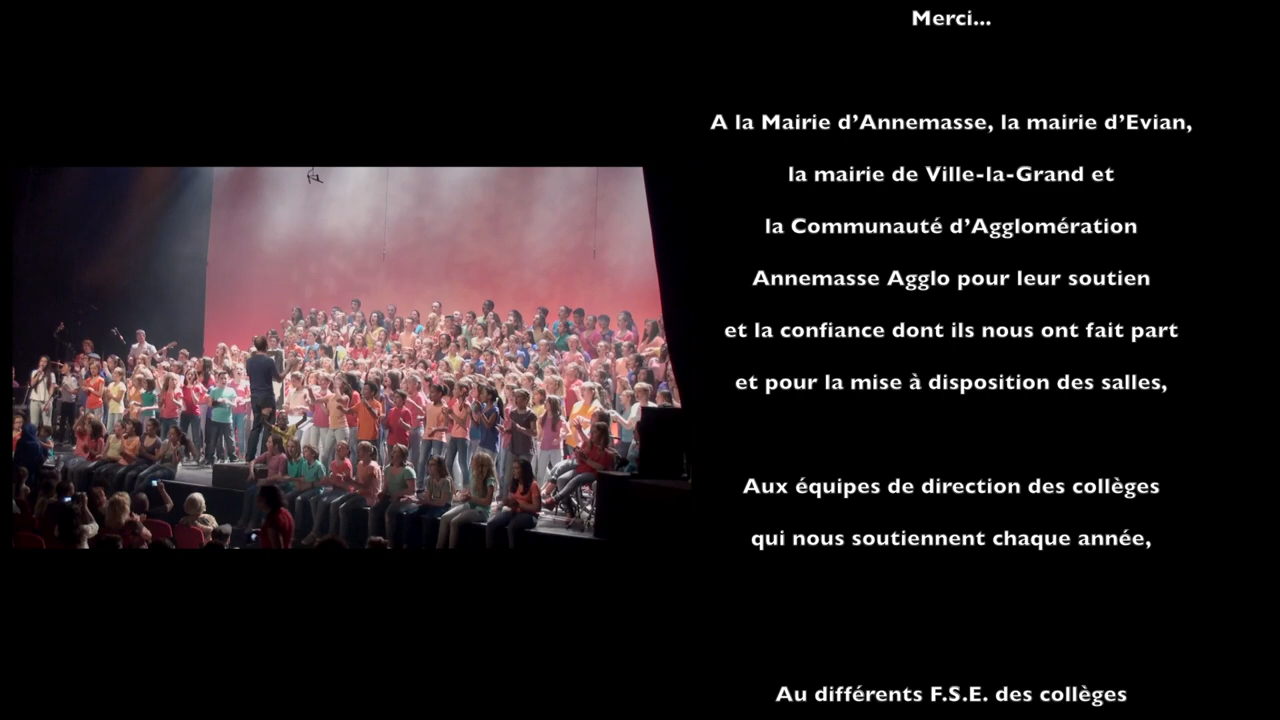 Merci...
A la Mairie d’Annemasse, la mairie d’Evian,
la mairie de Ville-la-Grand et
la Communauté d’Agglomération
Annemasse Agglo pour leur soutien
et la confiance dont ils nous ont fait part
et pour la mise à disposition des salles,
Aux équipes de direction des collèges
qui nous soutiennent chaque année,
Au différents F.S.E. des collèges